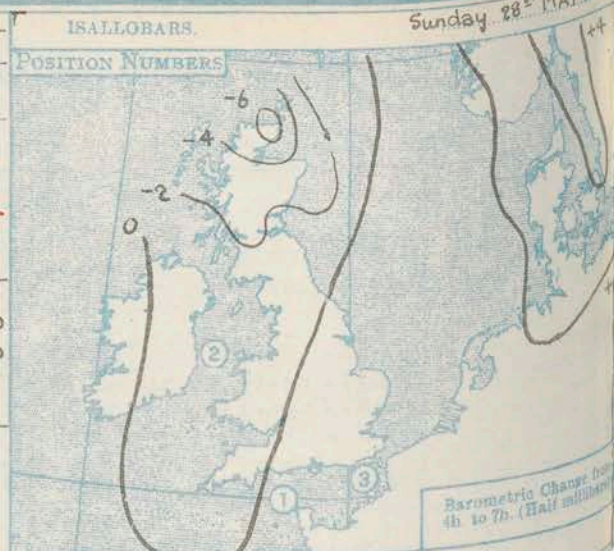 ISALLOBARS.
Sunday 28
POSITION NUMBERS
+4
-6
-4
-2
0
2
1
3
Barometric Change from
4h. to 7h. (Half millibars